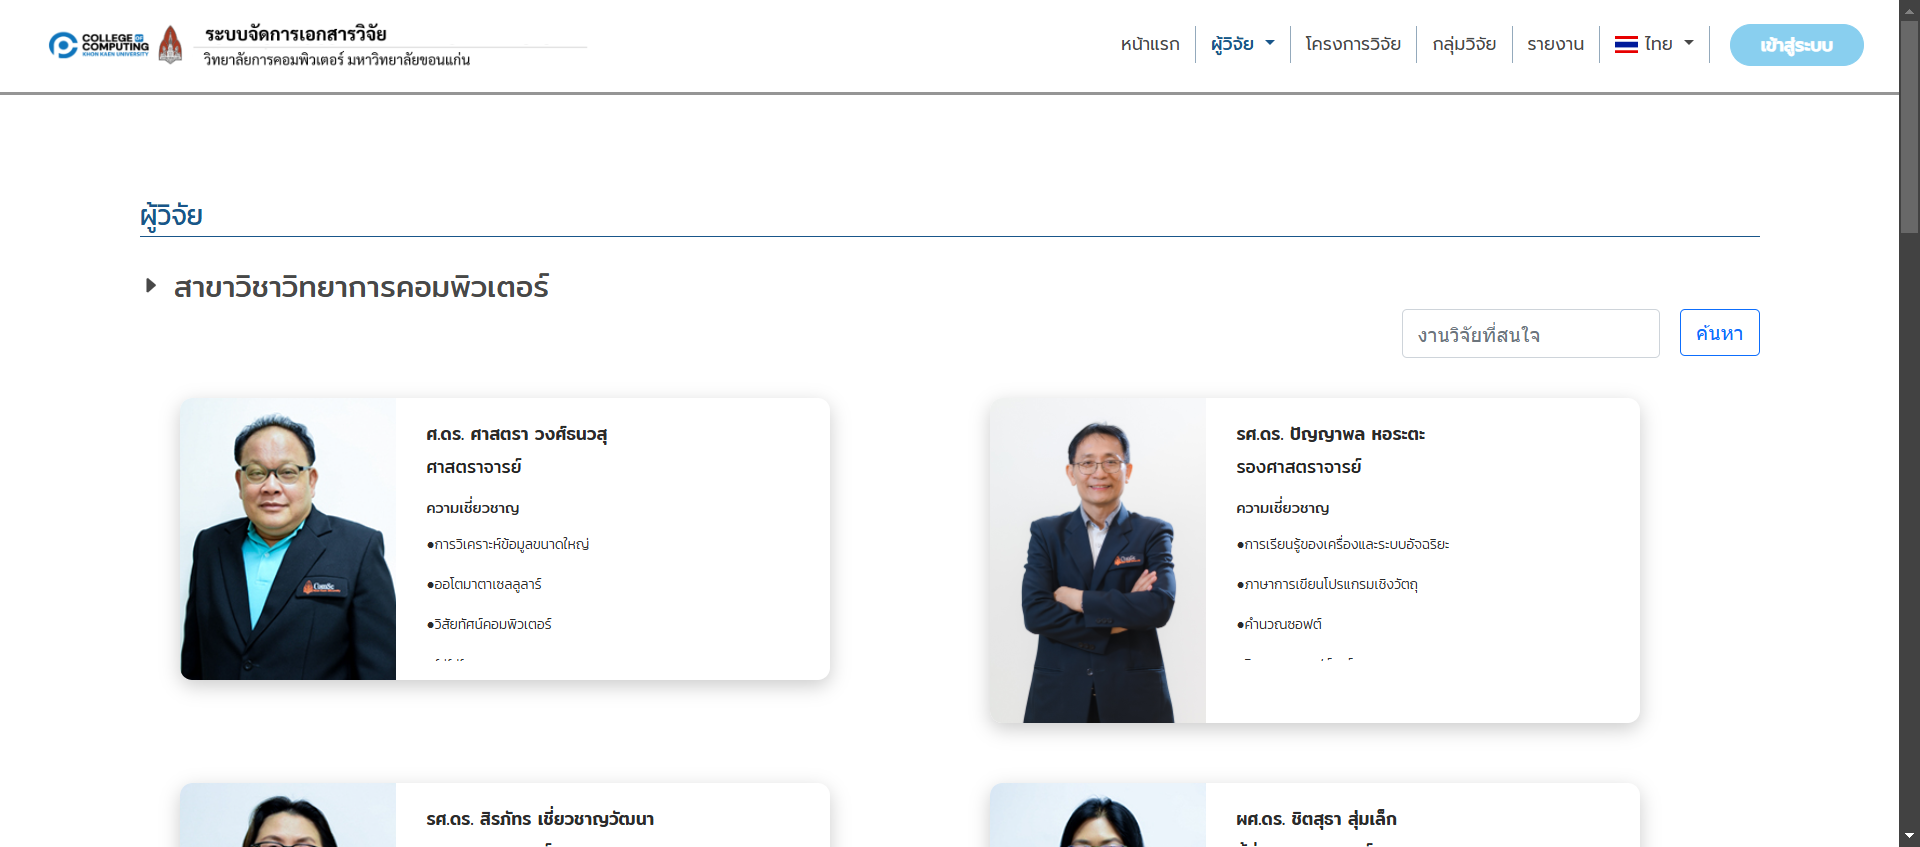 COLLEGE OF
COMPUTING
KHON KAEN UNIVERSITY
ระบบจัดการเอกสารวิจัย
วิทยาลัยการคอมพิวเตอร์ มหาวิทยาลัยขอนแก่น
หน้าแรก
ผู้วิจัย
โครงการวิจัย
กลุ่มวิจัย
รายงาน
ไทย
เข้าสู่ระบบ
ผู้วิจัย
สาขาวิชาวิทยาการคอมพิวเตอร์
งานวิจัยที่สนใจ
ค้นหา
ศ.ดร. ศาสตรา วงศ์ธนวสุ
ศาสตราจารย์
ความเชี่ยวชาญ
●การวิเคราะห์ข้อมูลขนาดใหญ่
●ออโตมาตาเซลลูลาร์
●วิสัยทัศน์คอมพิวเตอร์
ComSc
รศ.ดร. ปัญญาพล หอระตะ
รองศาสตราจารย์
ความเชี่ยวชาญ
●การเรียนรู้ของเครื่องและระบบอัจฉริยะ
●ภาษาการเขียนโปรแกรมเชิงวัตถุ
●คำนวณซอฟต์
รศ.ดร. สิรภัทร เชี่ยวชาญวัฒนา
ผศ.ดร. ชิตสุธา สุ่มเล็ก